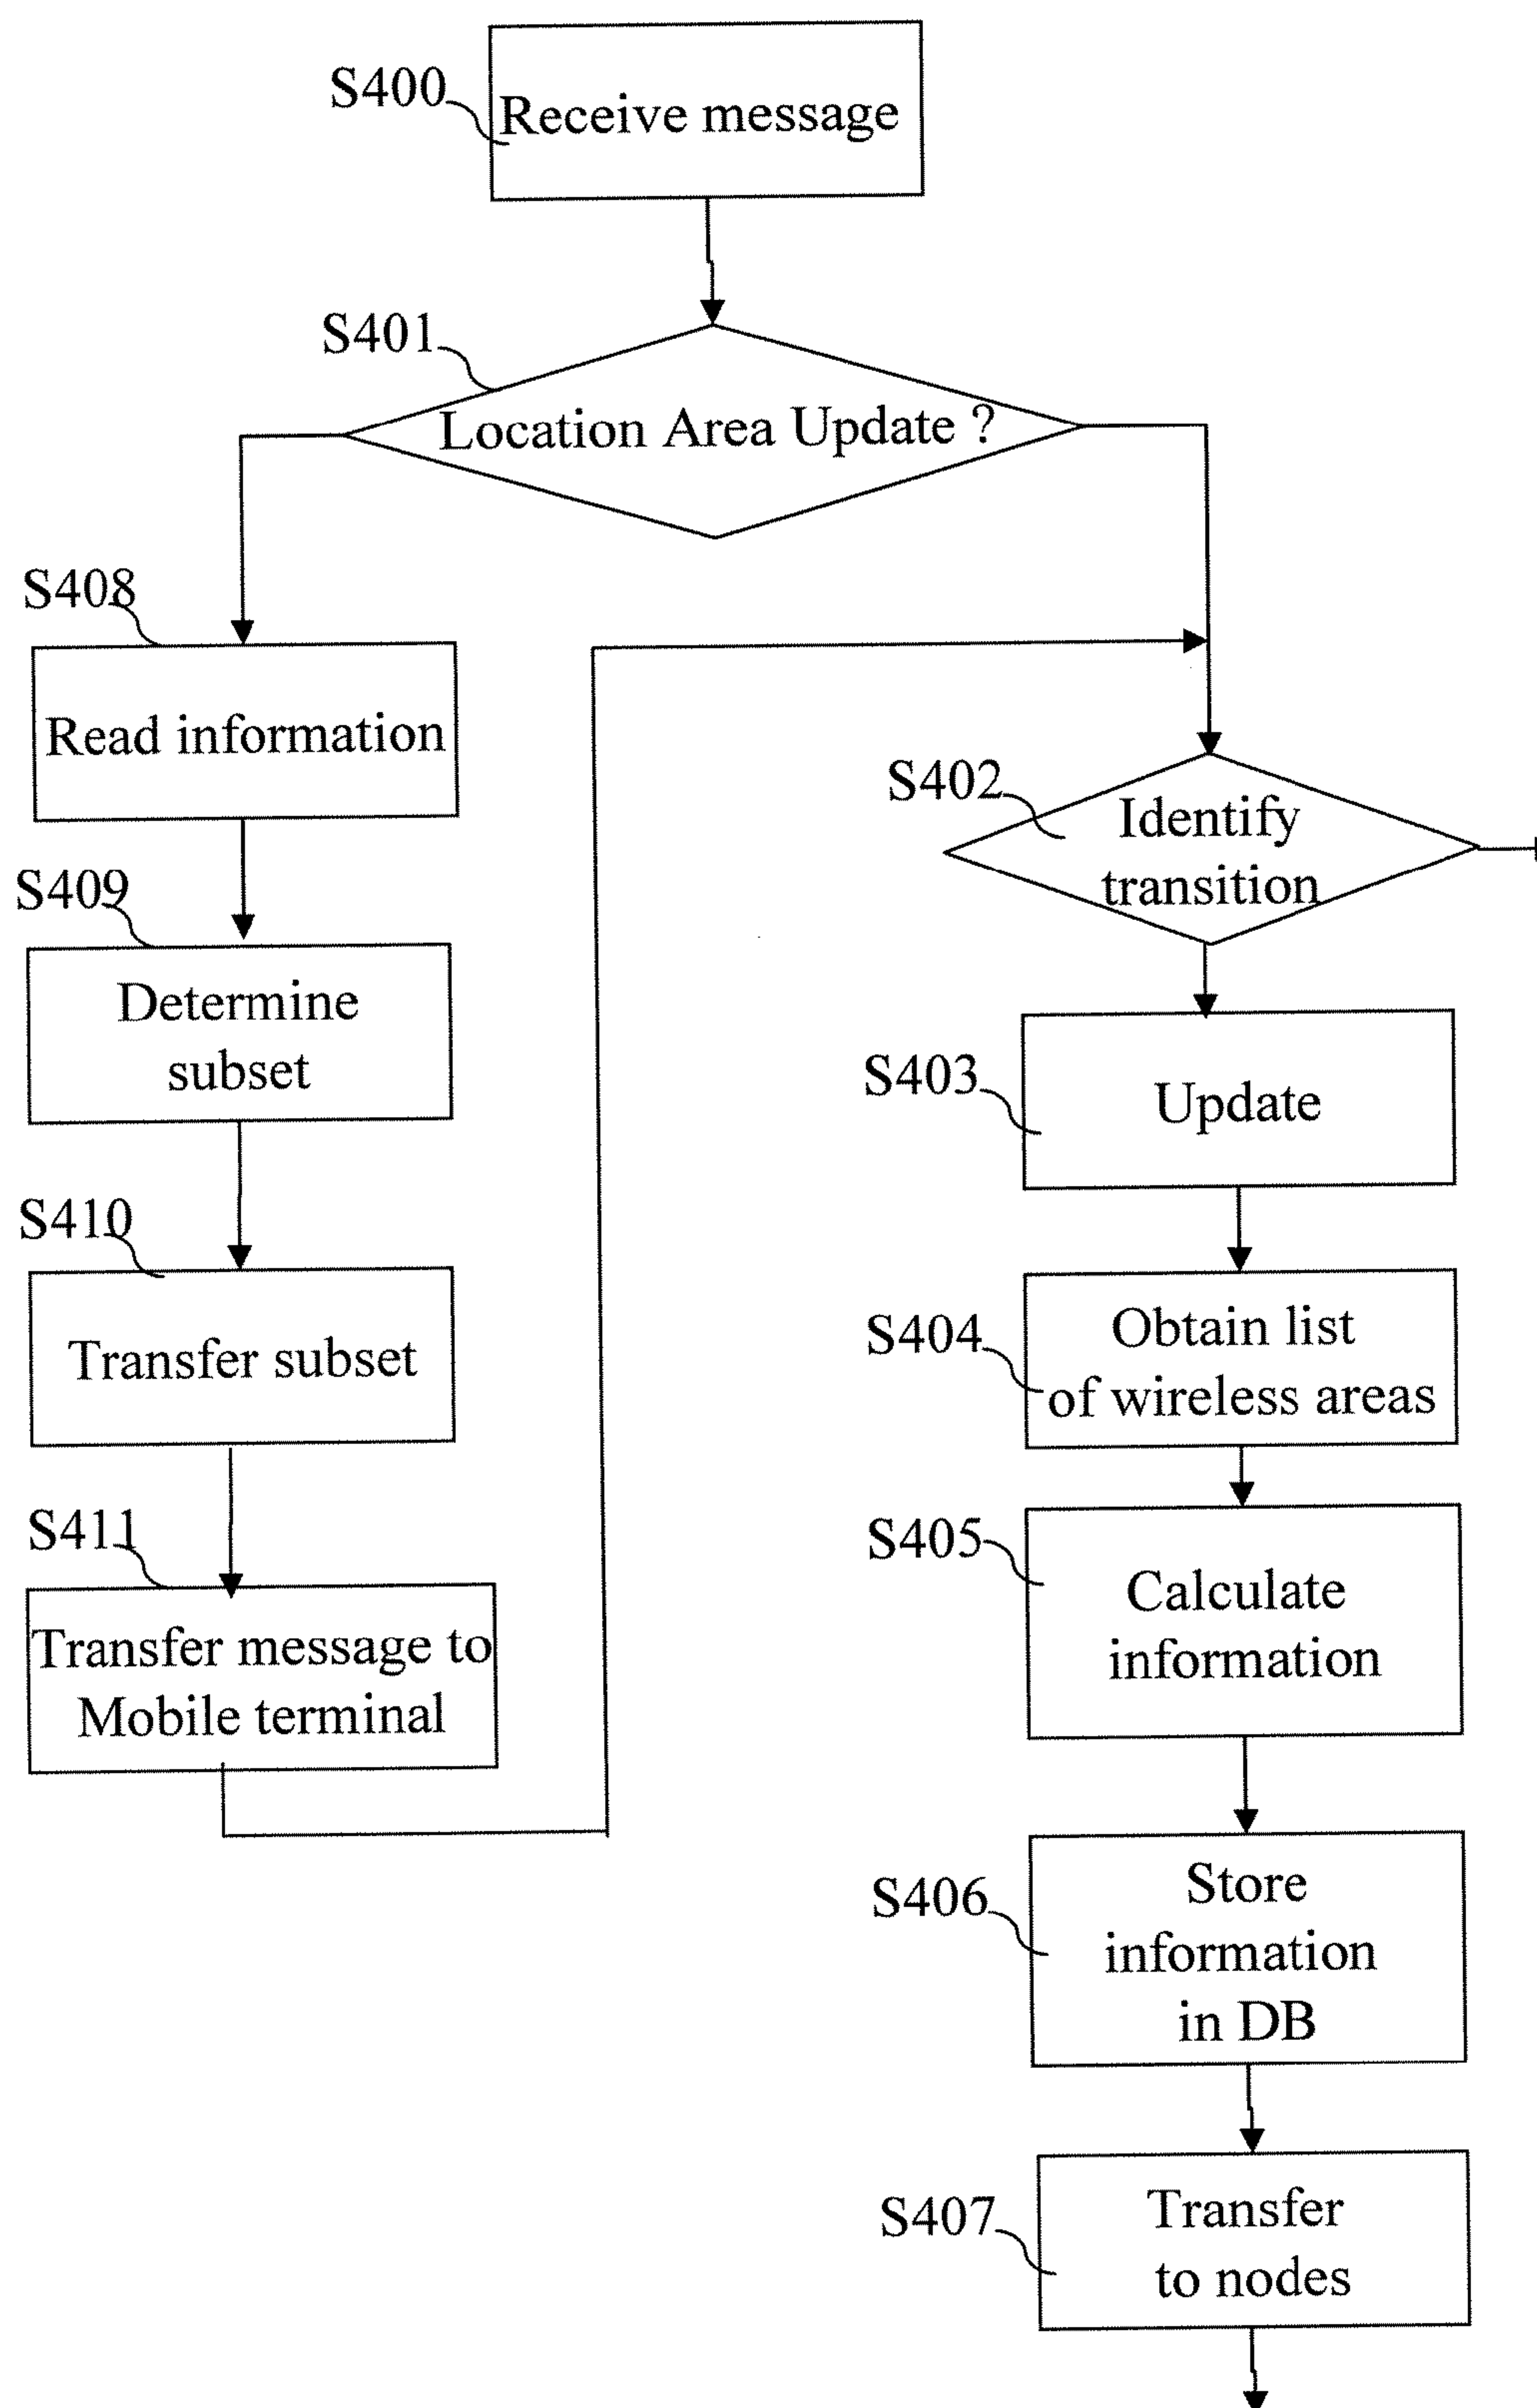 S400
Receive message
S401
Location Area Update ?
S408
Read information
S409
Determine
subset
S410
Transfer subset
S411
Transfer message to
Mobile terminal
S402
Identify
transition
S403
Update
S404
Obtain list
of wireless areas
S405
Calculate
information
S406
Store
information
in DB
S407
Transfer
to nodes